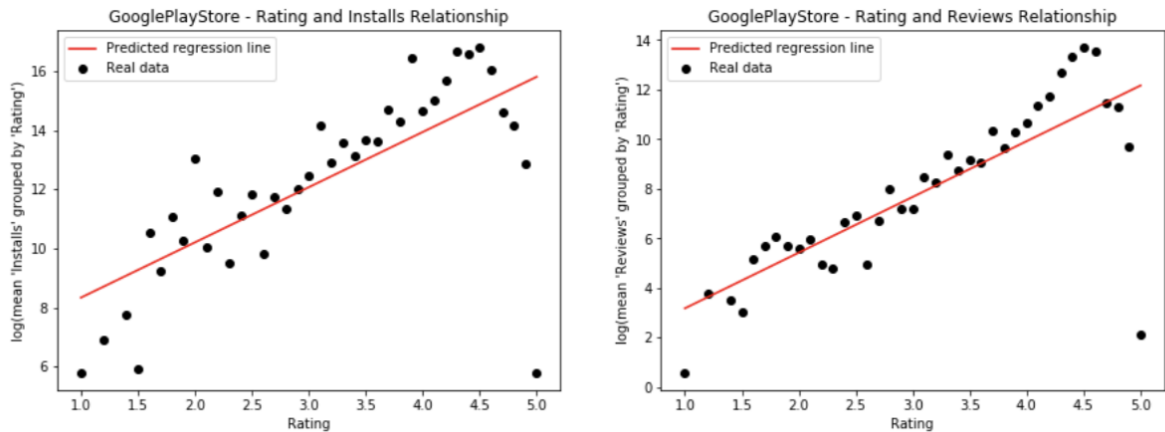 GooglePlayStore - Rating and Installs Relationship
Predicted regression line
Real data
log(mean 'Installs' grouped by 'Rating')
16
14
12
10
8
6
1.0 1.5 2.0 2.5 3.0 3.5 4.0 4.5 5.0
Rating
GooglePlayStore - Rating and Reviews Relationship
Predicted regression line
Real data
log(mean 'Reviews' grouped by 'Rating')
14
12
10
8
6
4
2
0
1.0 1.5 2.0 2.5 3.0 3.5 4.0 4.5 5.0
Rating